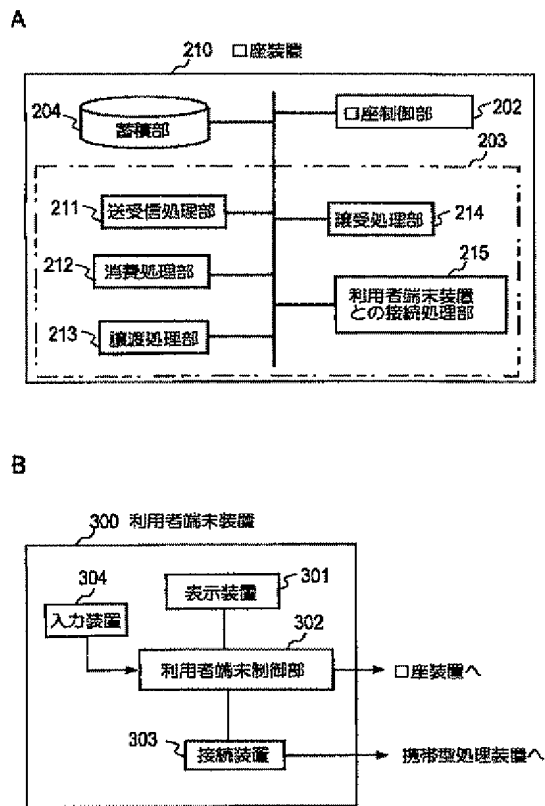 A
210 口座装置
204
蓄積部
口座制御部
202
203
211
送受信処理部
譲受処理部
214
212
消費処理部
215
利用者端末装置
との接続処理部
213
譲渡処理部
B
300 利用者端末装置
304
入力装置
301
表示装置
302
利用者端末制御部
口座装置へ
303
接続装置
携帯型処理装置へ